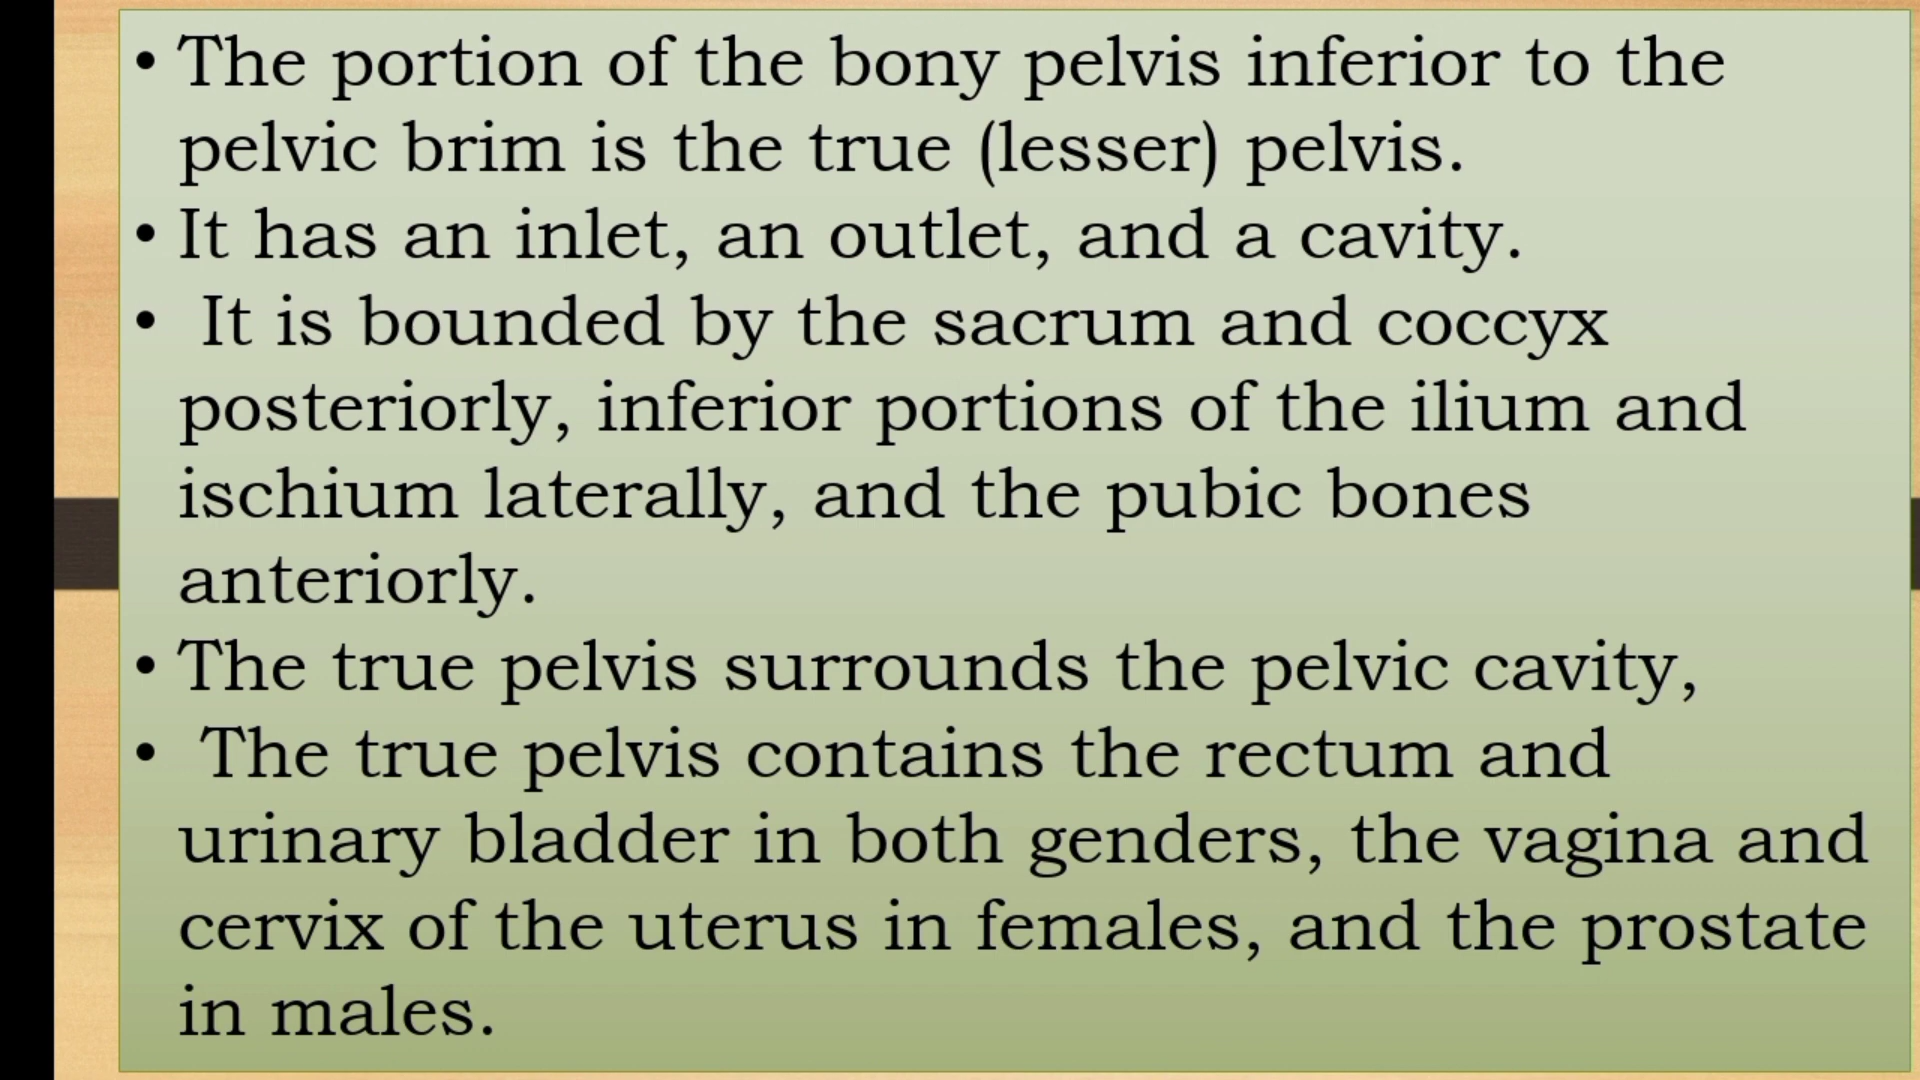 • The portion of the bony pelvis inferior to the
pelvic brim is the true (lesser) pelvis.
• It has an inlet, an outlet, and a cavity.
• It is bounded by the sacrum and coccyx
posteriorly, inferior portions of the ilium and
ischium laterally, and the pubic bones
anteriorly.
• The true pelvis surrounds the pelvic cavity,
• The true pelvis contains the rectum and
urinary bladder in both genders, the vagina and
cervix of the uterus in females, and the prostate
in males.